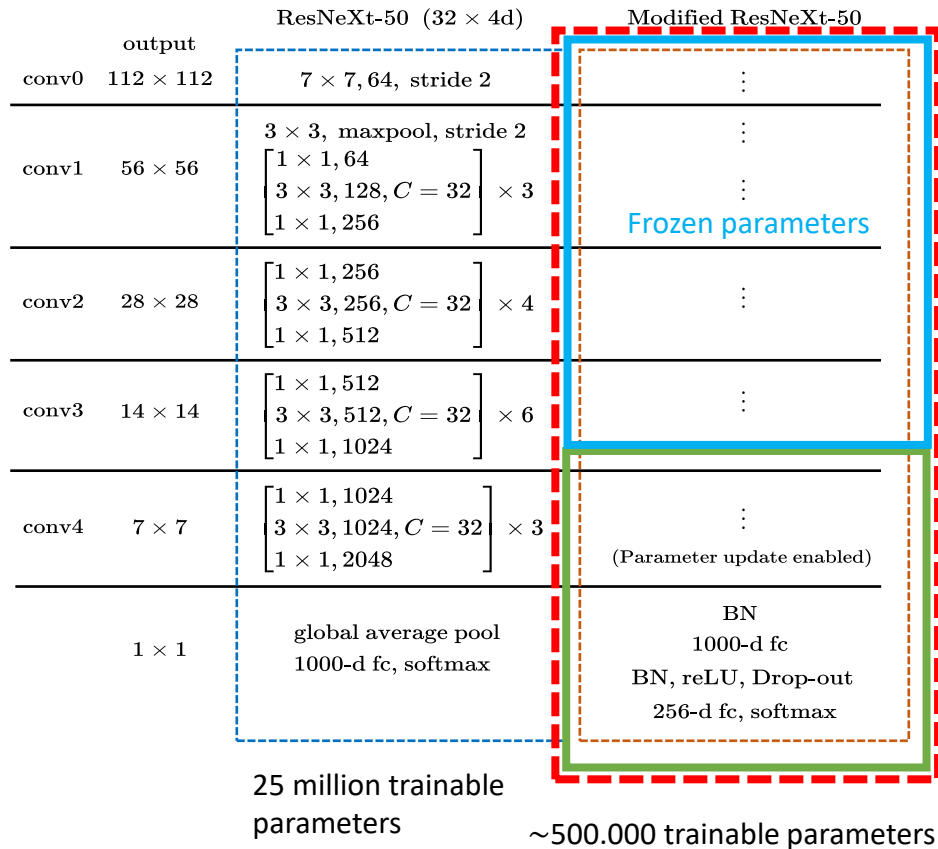 ResNeXt-50 (32 × 4d) Modified ResNeXt-50
output
conv0 112 × 112 7 × 7, 64, stride 2 ⋮
3 × 3, maxpool, stride 2 ⋮
conv1 56 × 56
1 × 1, 64
3 × 3, 128, C = 32 × 3 ⋮
1 × 1, 256
Frozen parameters
1 × 1, 256
conv2 28 × 28 3 × 3, 256, C = 32 × 4 ⋮
1 × 1, 512
1 × 1, 512
conv3 14 × 14 3 × 3, 512, C = 32 × 6 ⋮
1 × 1, 1024
1 × 1, 1024
conv4 7 × 7 3 × 3, 1024, C = 32 × 3 ⋮
1 × 1, 2048
(Parameter update enabled)
1 × 1
global average pool
1000-d fc, softmax
BN
1000-d fc
BN, reLU, Drop-out
256-d fc, softmax
25 million trainable
parameters
~500.000 trainable parameters